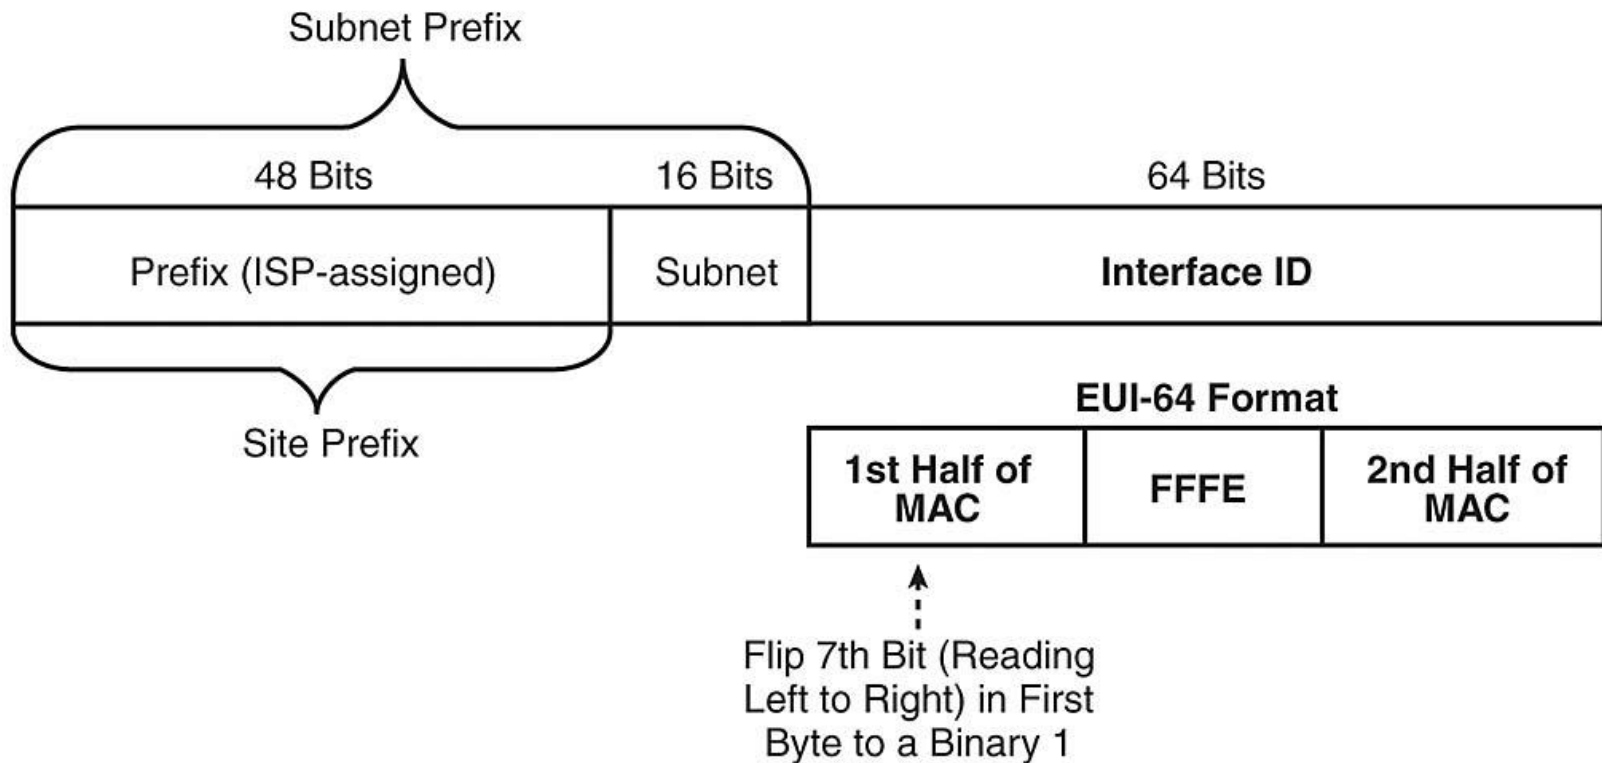 Subnet Prefix
48 Bits
16 Bits
64 Bits
Prefix (ISP-assigned)
Subnet
Interface ID
Site Prefix
EUI-64 Format
1st Half of
MAC
FFFE
2nd Half of
MAC
Flip 7th Bit (Reading
Left to Right) in First
Byte to a Binary 1